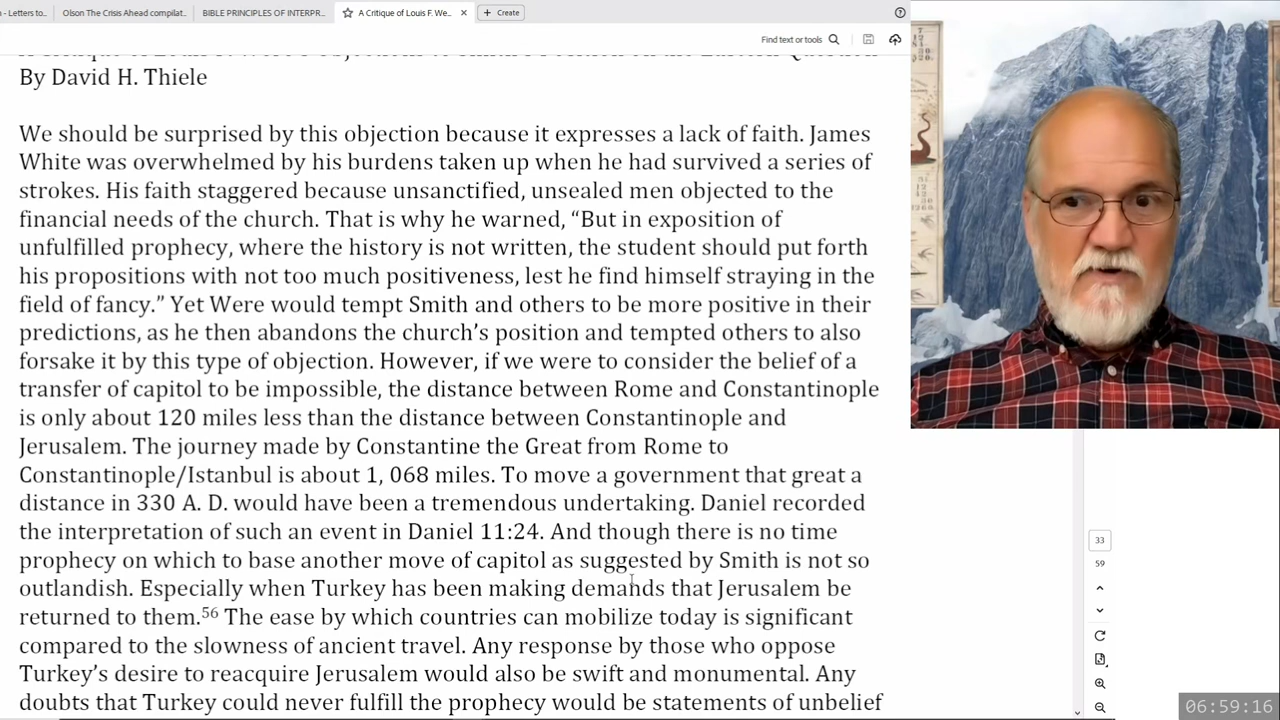 - Letters to...
Olson The Crisis Ahead compilat...
BIBLE PRINCIPLES OF INTERPR...
A Critique of Louis F. We...
Create
Find text or tools
By David H. Thiele
We should be surprised by this objection because it expresses a lack of faith. James
White was overwhelmed by his burdens taken up when he had survived a series of
strokes. His faith staggered because unsanctified, unsealed men objected to the
financial needs of the church. That is why he warned, “But in exposition of
unfulfilled prophecy, where the history is not written, the student should put forth
his propositions with not too much positiveness, lest he find himself straying in the
field of fancy.” Yet Were would tempt Smith end others to be more positive in their
predictions, as he then abandons the church’s position and tempted others to also
forsake it by this type of objection. However, if we were to consider the belief of a
transfer of capitol to be impossible, the distance between Rome and Constantinople
is only about 120 miles less than the distance between Constantinople and
Jerusalem. The journey made by Constantine the Great from Rome to
Constantinople/Istanbul is about 1, 068 miles. To move a government that great a
distance in 330 A. D. would have been a tremendous undertaking. Daniel recorded
the interpretation of such an event in Daniel 11:24. And though there is no time
prophecy on which to base another move of capitol as suggested by Smith is not so
outlandish. Especially when Turkey has been making demands that Jerusalem be
returned to them.56 The ease by which countries can mobilize today is significant
compared to the slowness of ancient travel. Any response by those who oppose
Turkey’s desire to reacquire Jerusalem would also be swift and monumental. Any
doubts that Turkey could never fulfill the prophecy would be statements of unbelief
33
59
06:59:16